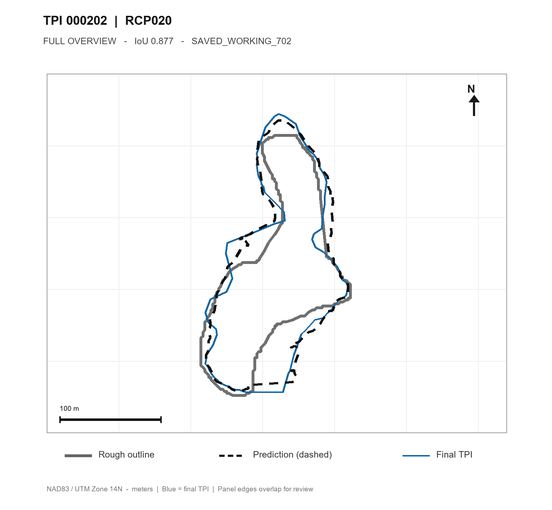 TPI 000202 | RCP020
FULL OVERVIEW - IoU 0.877 - SAVED_WORKING_702
N
100 m
Rough outline Prediction (dashed) Final TPI
NAD83 / UTM Zone 14N - meters | Blue = final TPI | Panel edges overlap for review